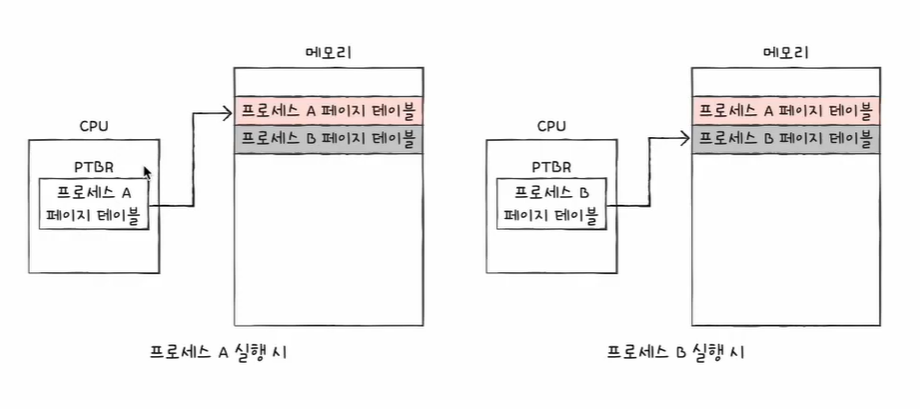 메모리
프로세스 A 페이지 테이블
프로세스 B 페이지 테이블
CPU
PTBR
프로세스 A
페이지 테이블
프로세스 A 실행 시
메모리
프로세스 A 페이지 테이블
프로세스 B 페이지 테이블
CPU
PTBR
프로세스 B
페이지 테이블
프로세스 B 실행 시